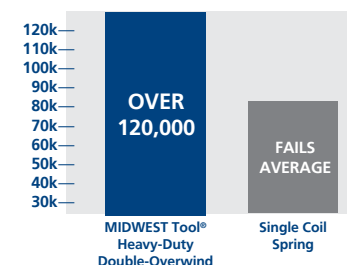 120k
110k
100k
90k
80k
70k
60k
50k
40k
30k
OVER
120,000
FAILS
AVERAGE
MIDWEST Tool®
Heavy-Duty
Double-Overwind
Single Coil
Spring